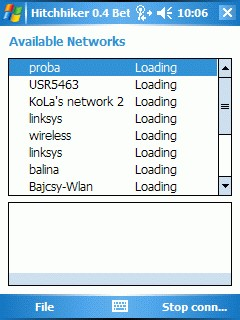 Hitchhiker 0.4 Bet 10:06
Available Networks
proba Loading
USR5463 Loading
KoLa's network 2 Loading
linksys Loading
wireless Loading
linksys Loading
balina Loading
Bajcsy-Wlan Loading
File Stop conn...